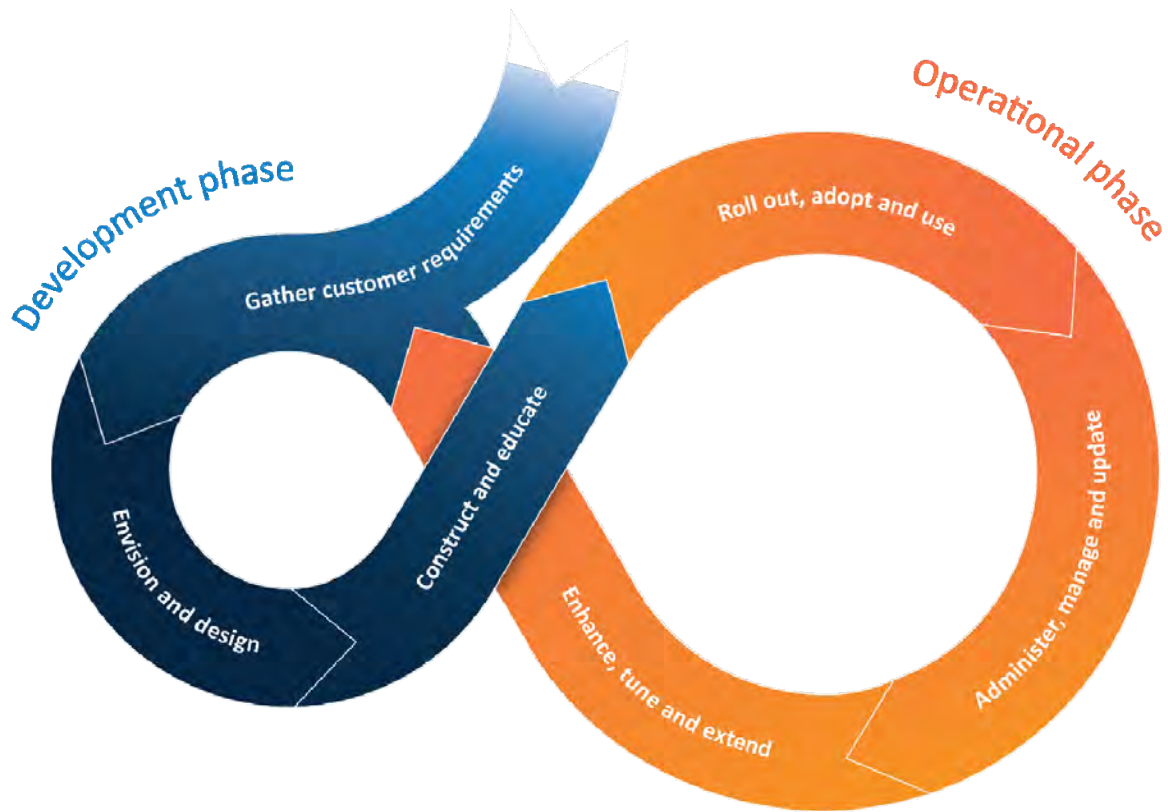 Development phase
Gather customer requirements
Envision and design
Construct and educate
Operational phase
Roll out, adopt and use
Administer, manage and update
Enhance, tune and extend